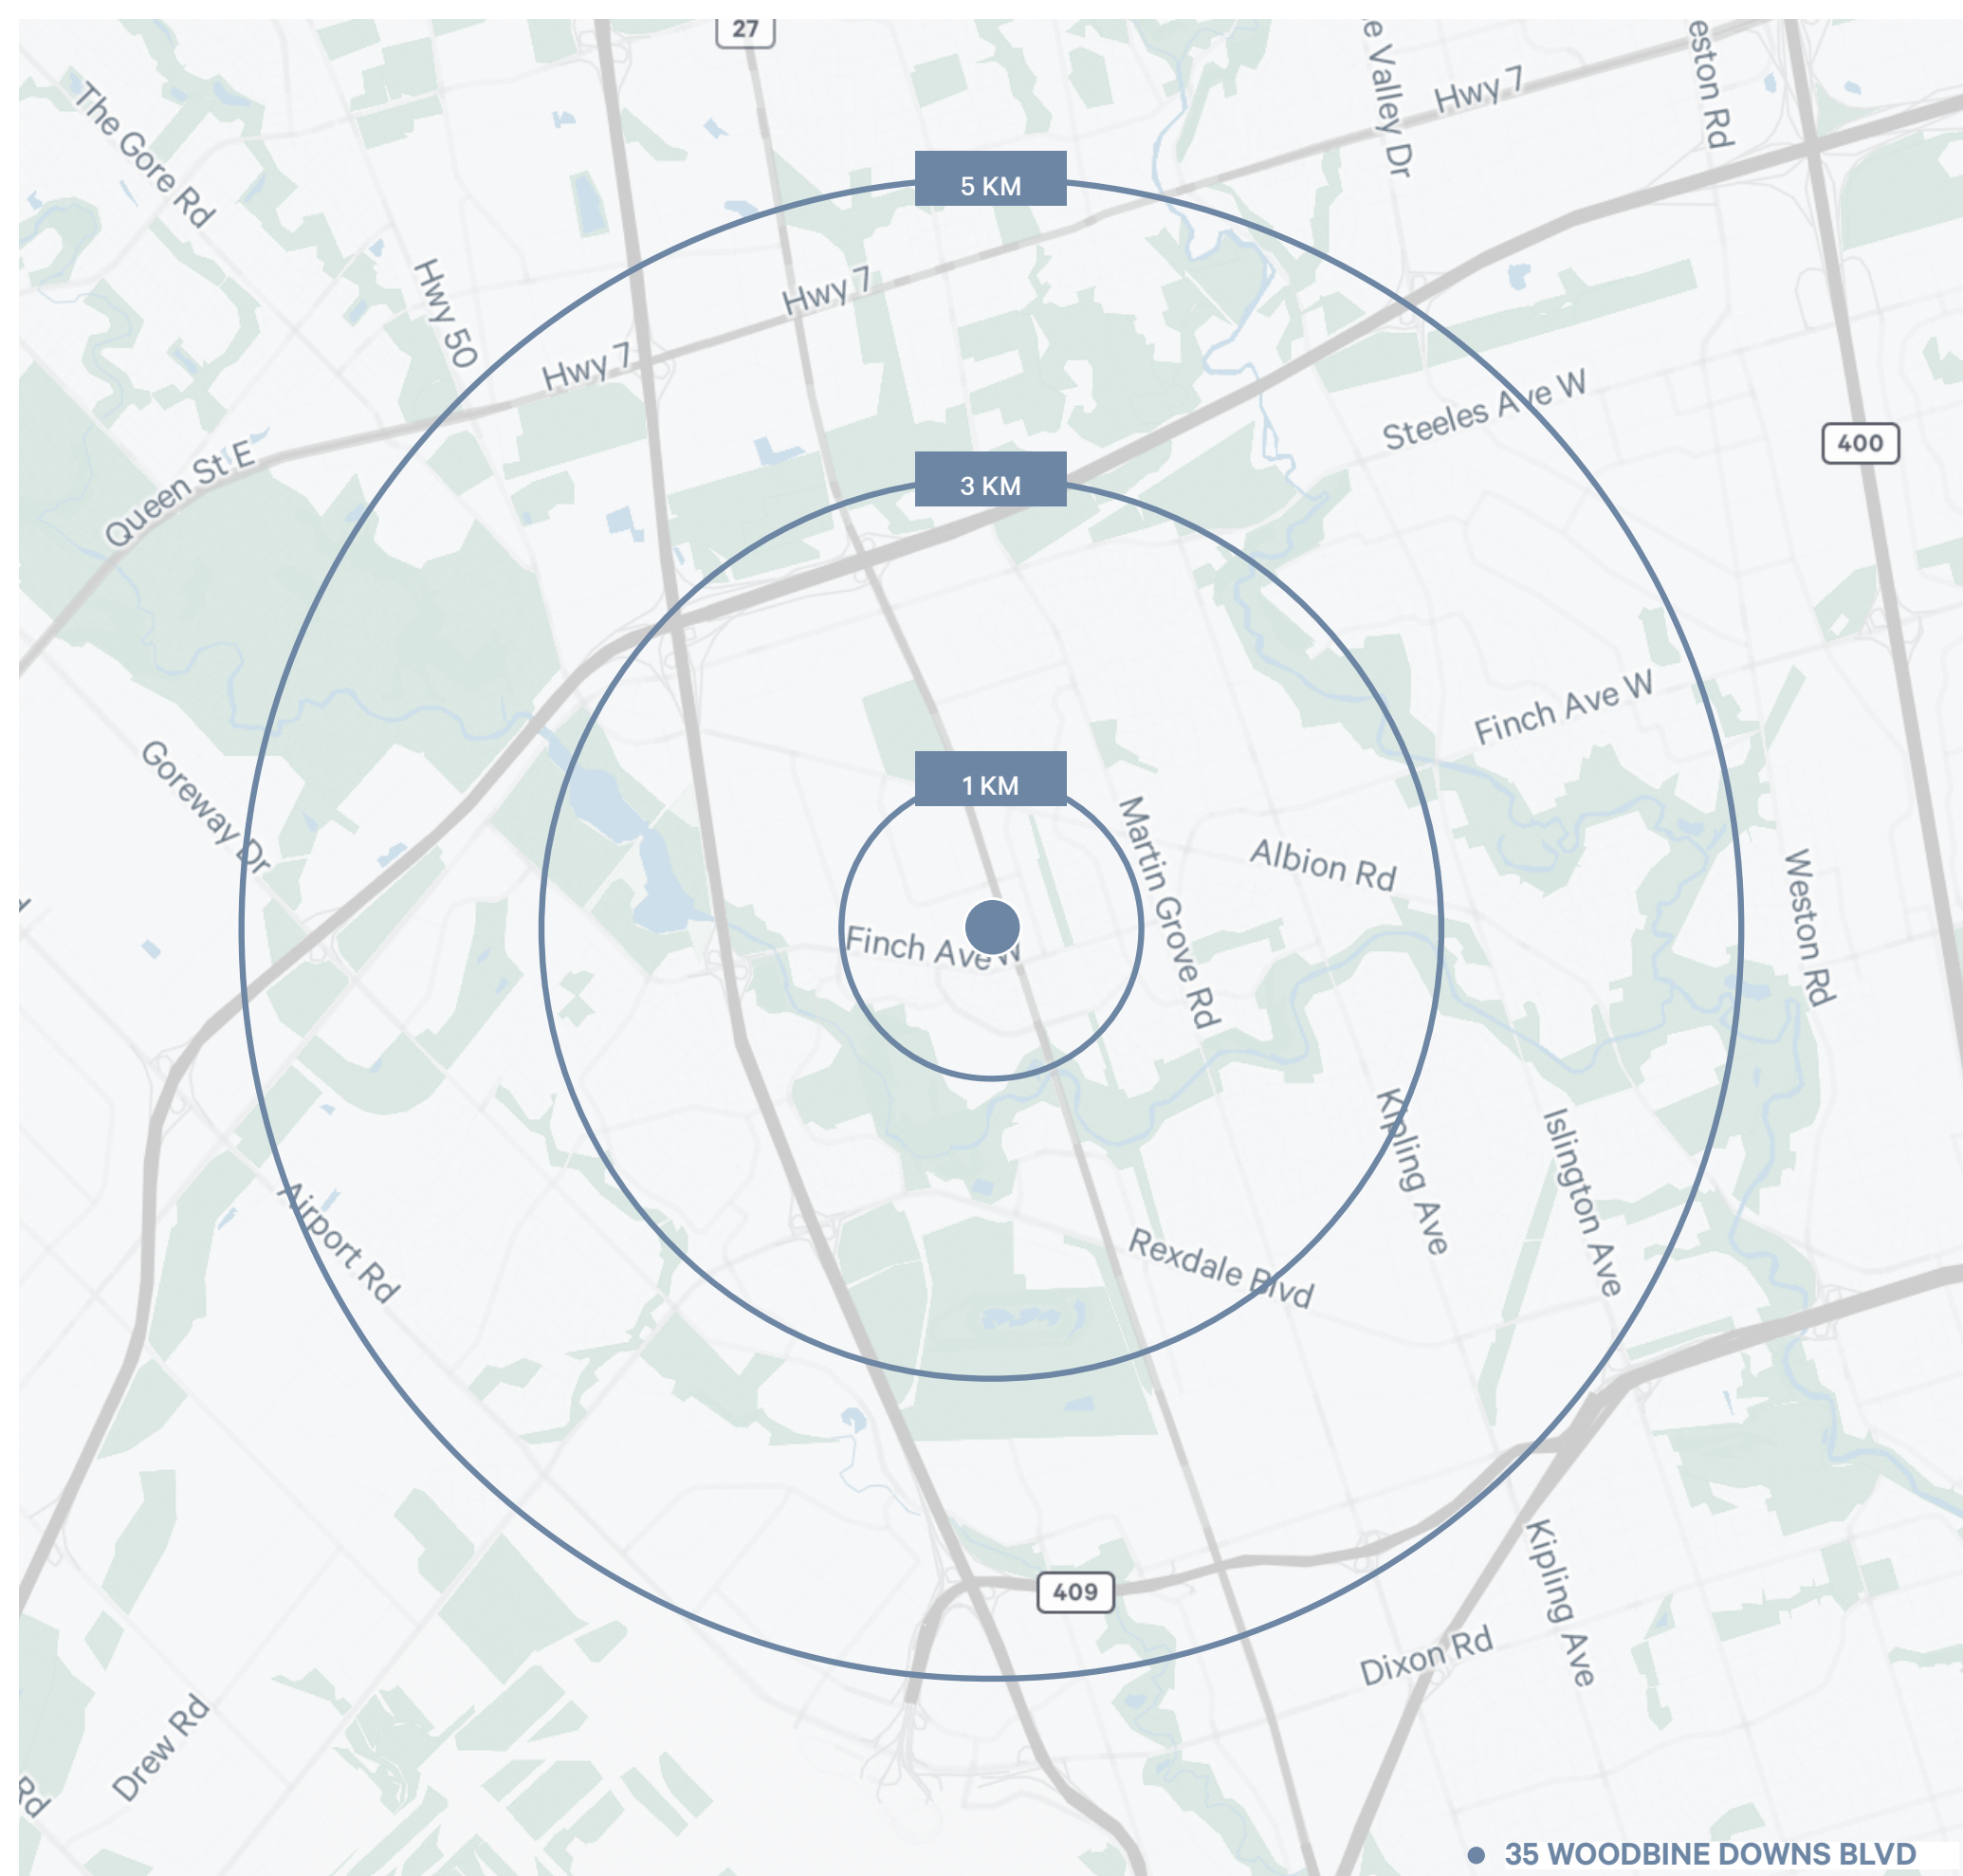 27
e Valley Dr
Hwy 7
eston Rd
The Gore Rd
5 KM
Hwy 50
Hwy 7
Hwy 7
Steeles Ave W
400
Queen St E
3 KM
Finch Ave W
Goreway Dr
1 KM
Martin Grove Rd
Albion Rd
Weston Rd
Finch Ave W
Kipling Ave
Islington Ave
Airport Rd
Rexdale Blvd
409
Kipling Ave
Dixon Rd
Drew Rd
Rd
35 WOODBINE DOWNS BLVD